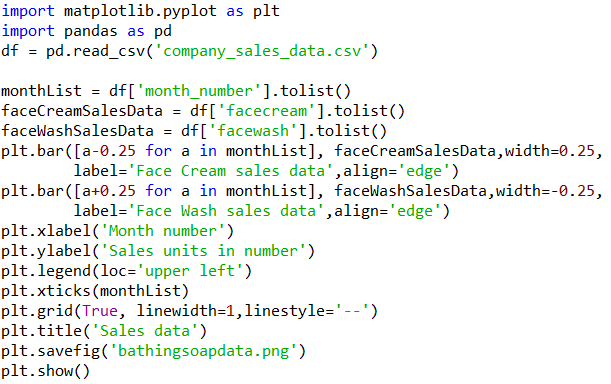 import matplotlib.pyplot as plt
import pandas as pd
df = pd.read_csv('company_sales_data.csv')

monthList = df['month_number'].tolist()
faceCreamSalesData = df['facecream'].tolist()
faceWashSalesData = df['facewash'].tolist()
plt.bar([a-0.25 for a in monthList], faceCreamSalesData,width=0.25,
        label='Face Cream sales data',align='edge')
plt.bar([a+0.25 for a in monthList], faceWashSalesData,width=-0.25,
        label='Face Wash sales data',align='edge')
plt.xlabel('Month number')
plt.ylabel('Sales units in number')
plt.legend(loc='upper left')
plt.xticks(monthList)
plt.grid(True, linewidth=1,linestyle='--')
plt.title('Sales data')
plt.savefig('bathingsoapdata.png')
plt.show()